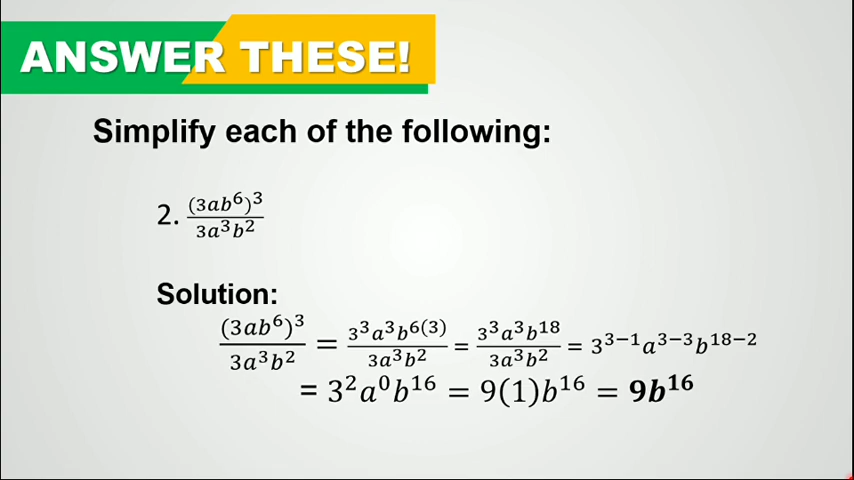 ANSWER THESE!
Simplify each of the following:
2. (3ab⁶)³ / 3a³b²
Solution:
(3ab⁶)³ / 3a³b² = 3³a³b⁶⁽³⁾ / 3a³b² = 3³a³b¹⁸ / 3a³b² = 3³⁻¹a³⁻³b¹⁸⁻²
= 3²a⁰b¹⁶ = 9(1)b¹⁶ = 9b¹⁶